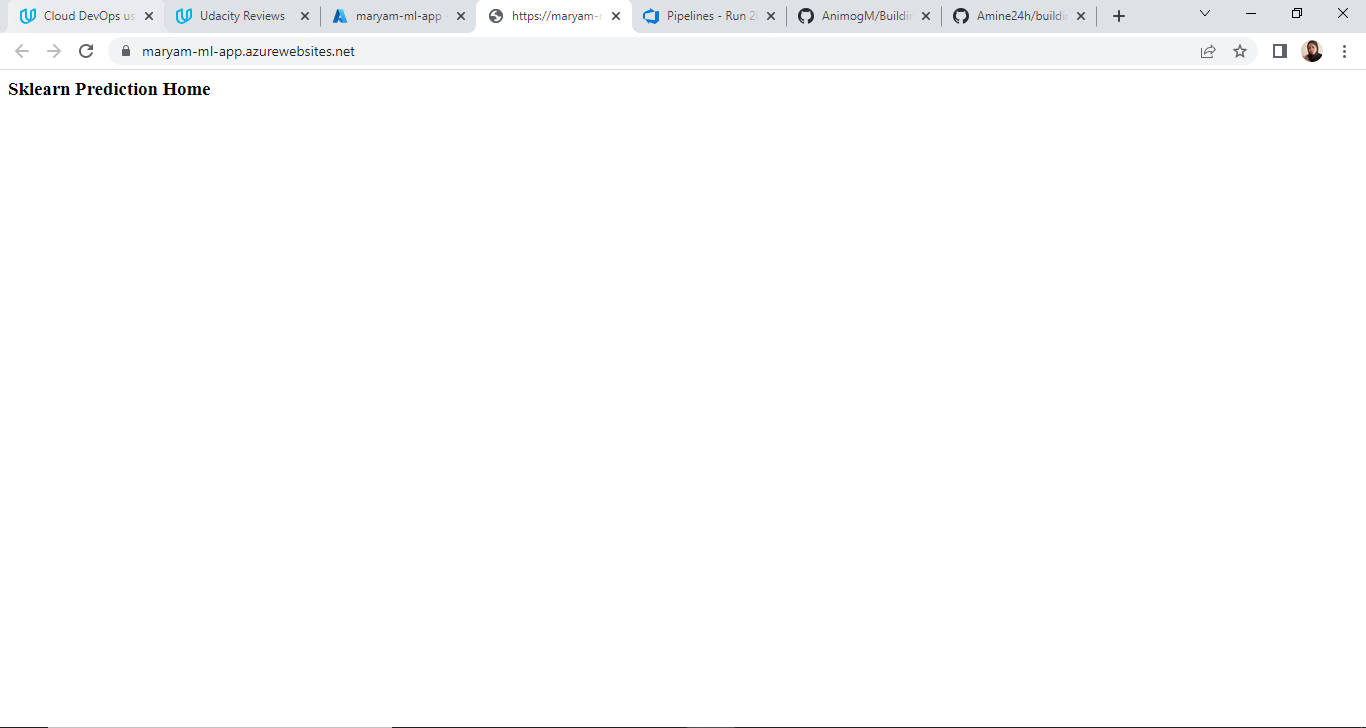 Cloud DevOps us
Udacity Reviews
maryam-ml-app
https://maryam-
Pipelines - Run 2
AnimogM/Buildi
Amine24h/buildi
maryam-ml-app.azurewebsites.net
Sklearn Prediction Home